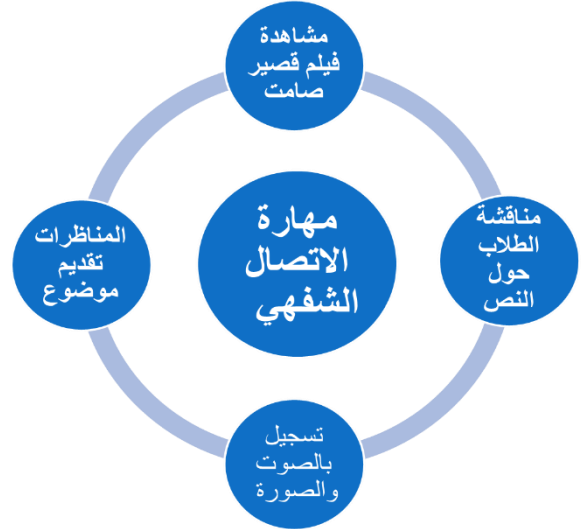 مشاهدة
فيلم قصير
صامت
مناقشة
الطلاب
حول
النص
مهارة
الاتصال
الشفهي
المناظرات
تقديم
موضوع
تسجيل
بالصوت
والصورة